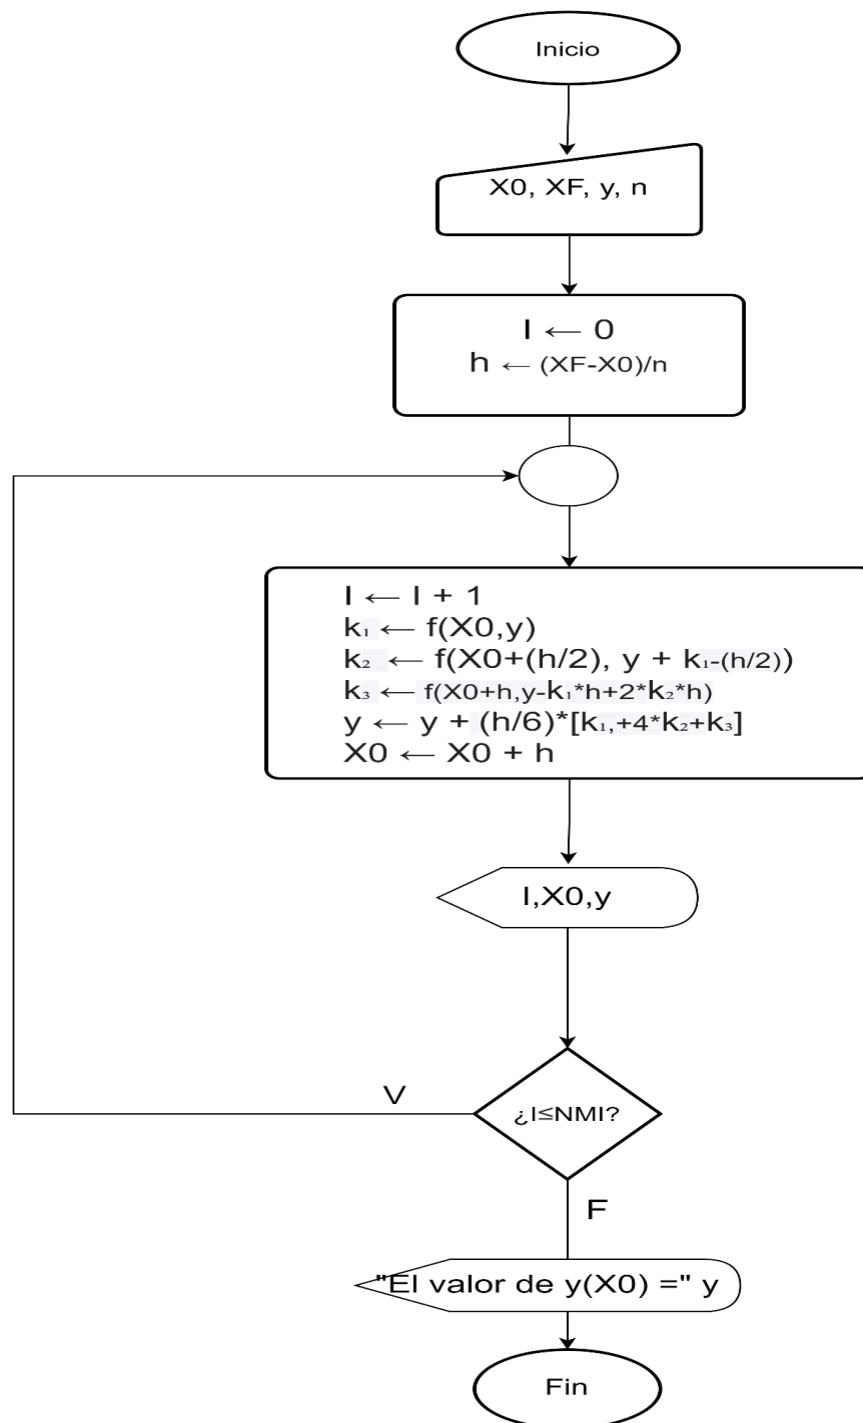 Inicio
X0, XF, y, n
I ← 0
h ← (XF-X0)/n
I ← I + 1
k₁ ← f(X0,y)
k₂ ← f(X0+(h/2), y + k₁-(h/2))
k₃ ← f(X0+h,y-k₁*h+2*k₂*h)
y ← y + (h/6)*[k₁,+4*k₂+k₃]
X0 ← X0 + h
I,X0,y
V
¿I≤NMI?
F
"El valor de y(X0) =" y
Fin